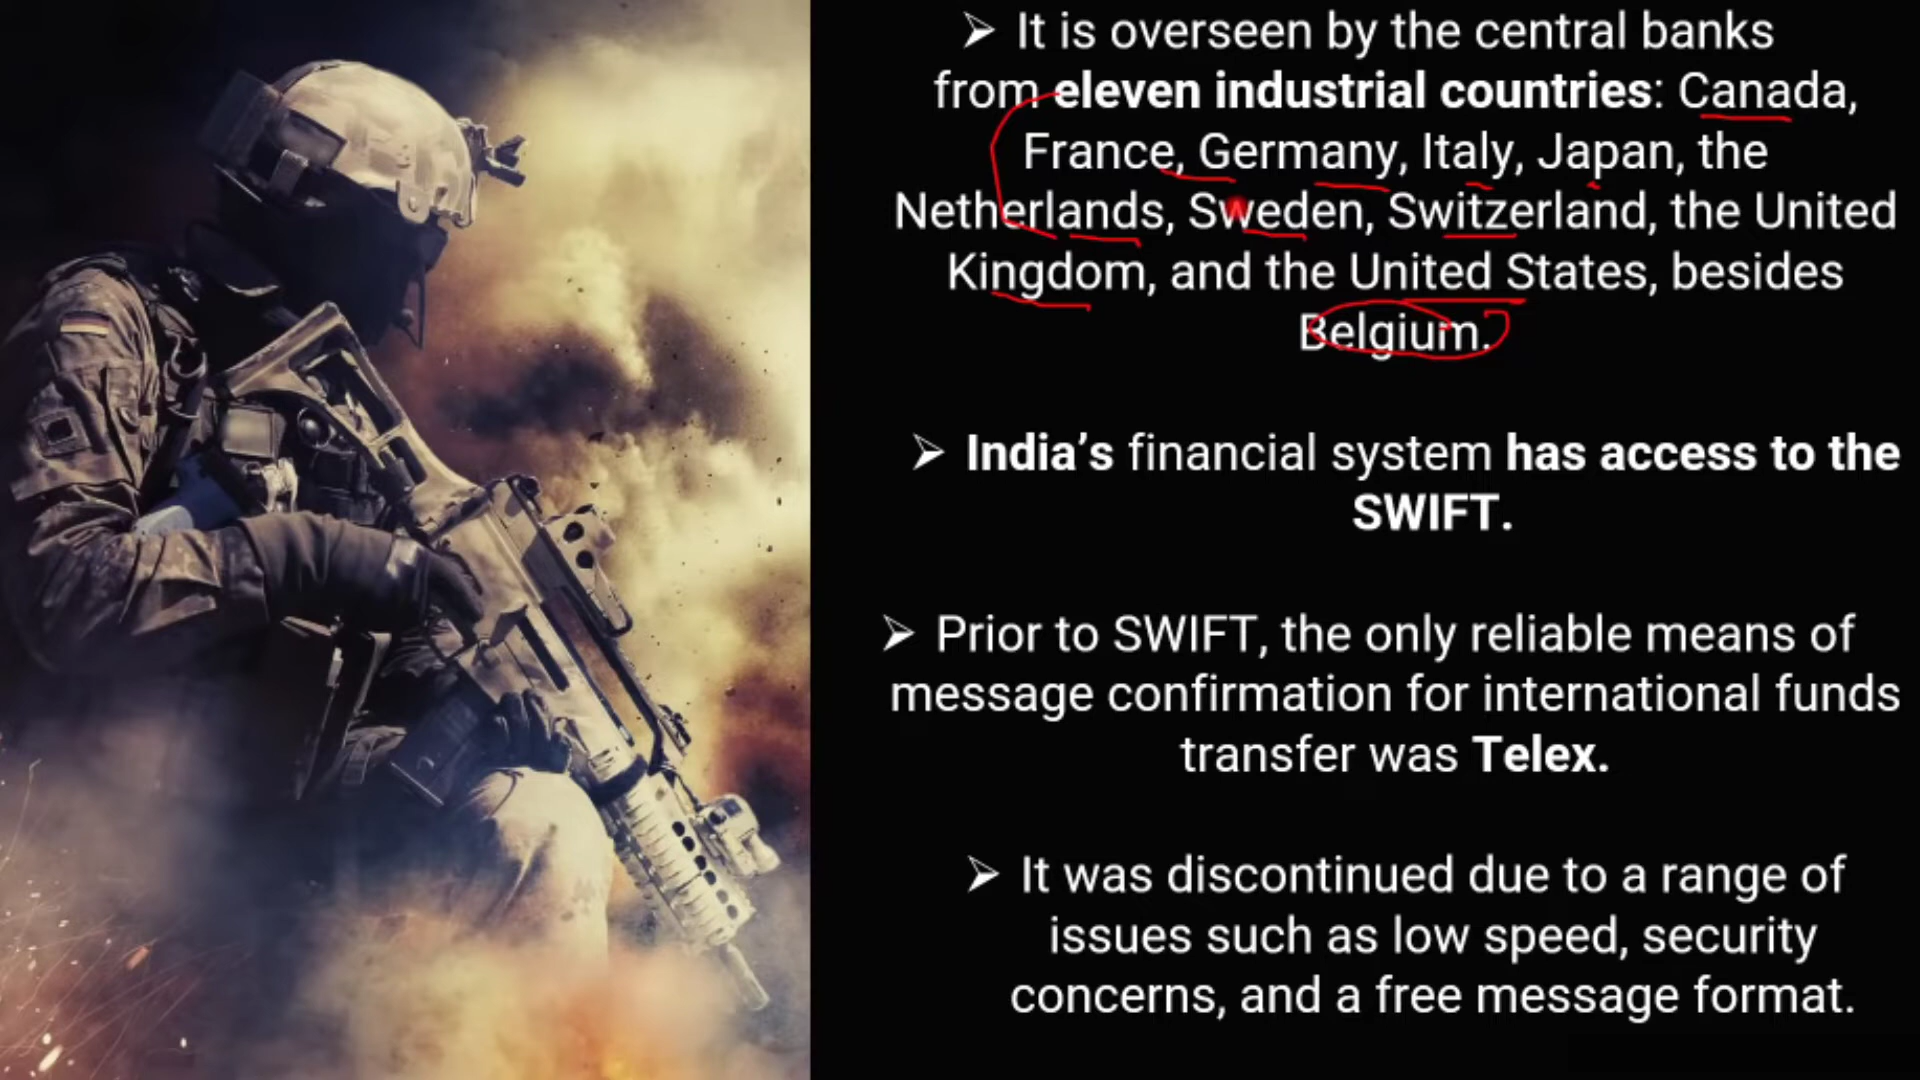 ➢ It is overseen by the central banks
from eleven industrial countries: Canada,
France, Germany, Italy, Japan, the
Netherlands, Sweden, Switzerland, the United
Kingdom, and the United States, besides
Belgium.
➢ India’s financial system has access to the
SWIFT.
➢ Prior to SWIFT, the only reliable means of
message confirmation for international funds
transfer was Telex.
➢ It was discontinued due to a range of
issues such as low speed, security
concerns, and a free message format.